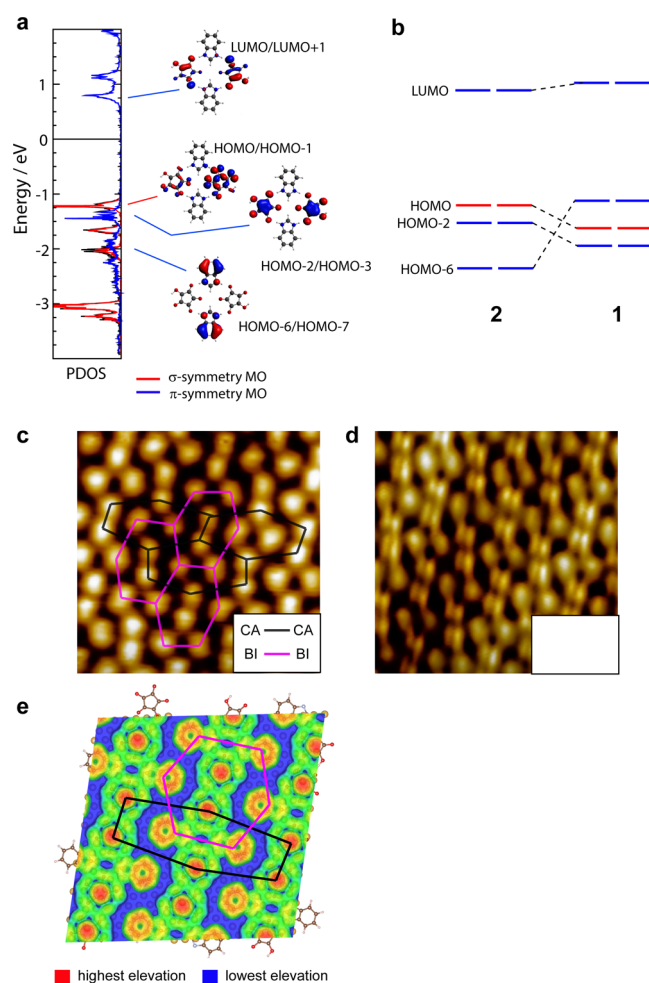 a
b
LUMO/LUMO+1
HOMO/HOMO-1
HOMO-2/HOMO-3
HOMO-6/HOMO-7
Energy / eV
1
0
-1
-2
-3
PDOS
σ-symmetry MO
π-symmetry MO
LUMO
HOMO
HOMO-2
HOMO-6
2
1
c
d
CA — CA
BI — BI
e
highest elevation
lowest elevation